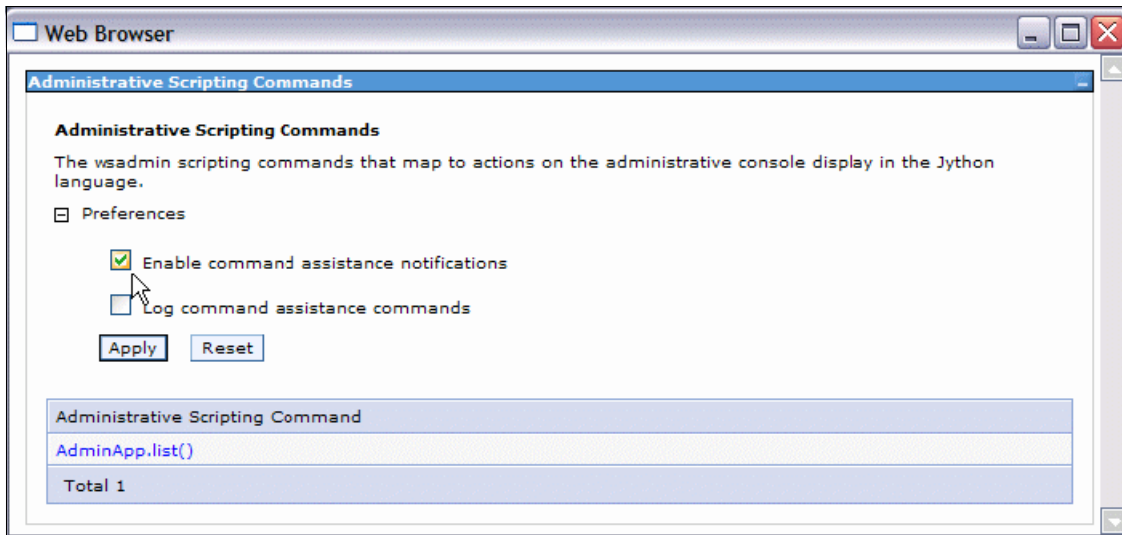 Web Browser
Administrative Scripting Commands
Administrative Scripting Commands
The wsadmin scripting commands that map to actions on the administrative console display in the Jython
language.
Preferences
Enable command assistance notifications
Log command assistance commands
Apply Reset
Administrative Scripting Command
AdminApp.list()
Total 1